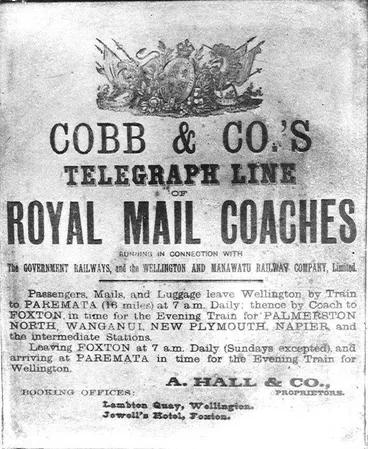 COBB & CO.'S
TELEGRAPH LINE
OF
ROYAL MAIL COACHES
RUNNING IN CONNECTION WITH
The GOVERNMENT RAILWAYS, and the WELLINGTON AND MANAWATU RAILWAY COMPANY, Limited.
Passengers, Mails, and Luggage leave Wellington by Train
to PAREMATA (16 miles) at 7 a.m. Daily; thence by Coach to
FOXTON, in time for the Evening Train for PALMERSTON
NORTH, WANGANUI, NEW PLYMOUTH, NAPIER, and
the intermediate Stations.
Leaving FOXTON at 7 a.m. Daily (Sundays excepted), and
arriving at PAREMATA in time for the Evening Train for
Wellington.
A. HALL & CO.,
BOOKING OFFICES: PROPRIETORS.
Lambton Quay, Wellington.
Jowell's Hotel, Foxton.